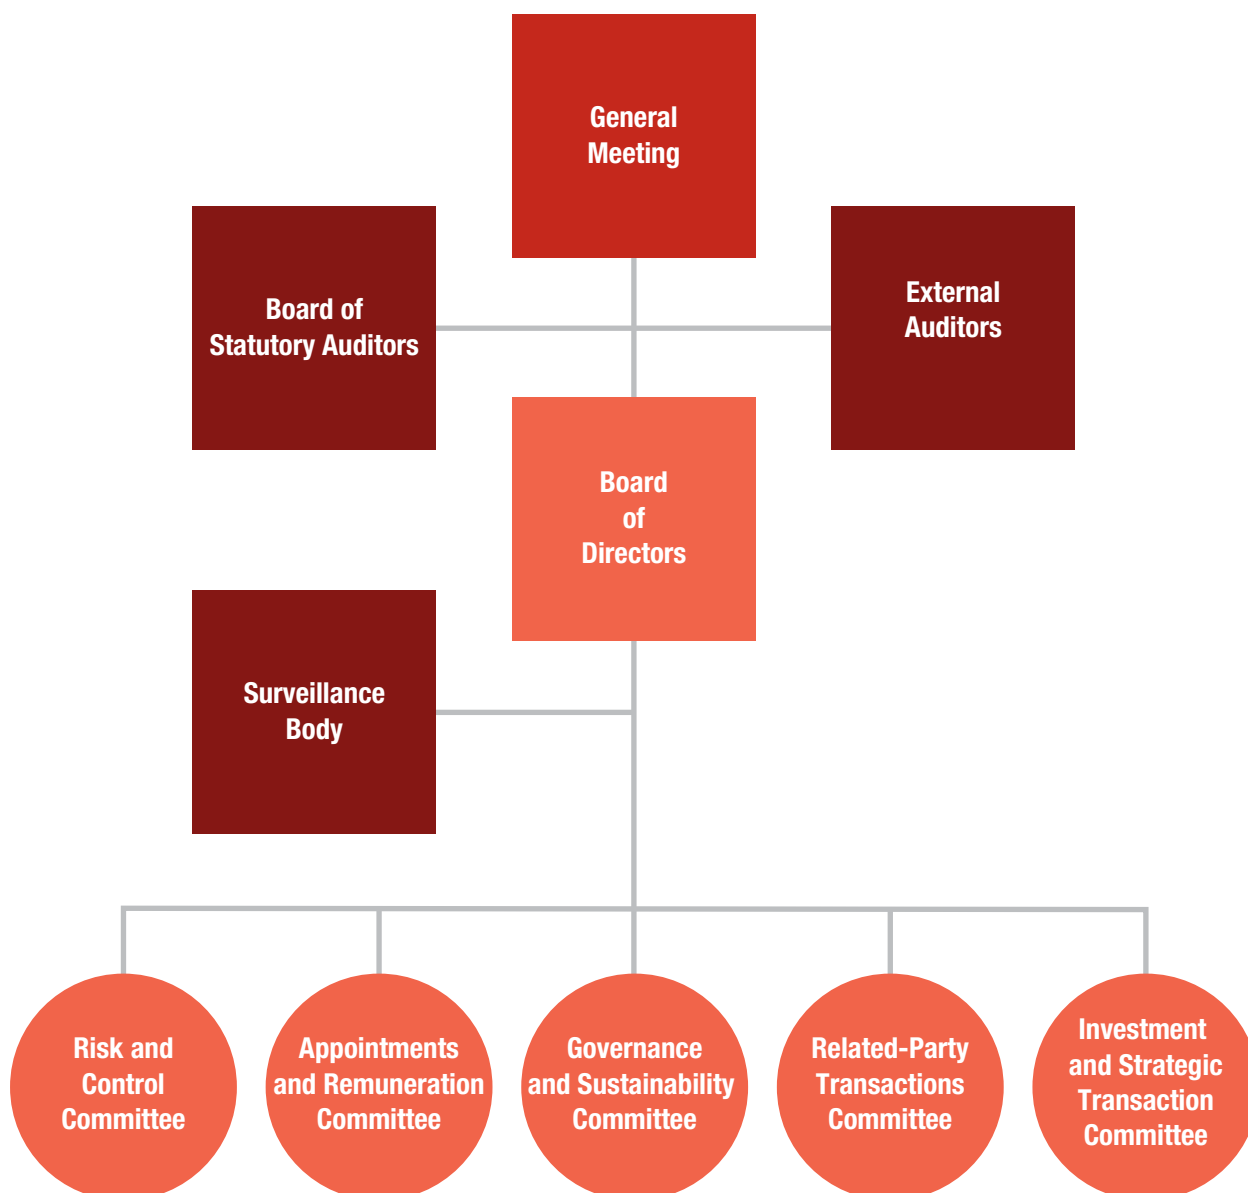 General
Meeting
Board of
Statutory Auditors
External
Auditors
Board
of
Directors
Surveillance
Body
Risk and
Control
Committee
Appointments
and Remuneration
Committee
Governance
and Sustainability
Committee
Related-Party
Transactions
Committee
Investment
and Strategic
Transaction
Committee